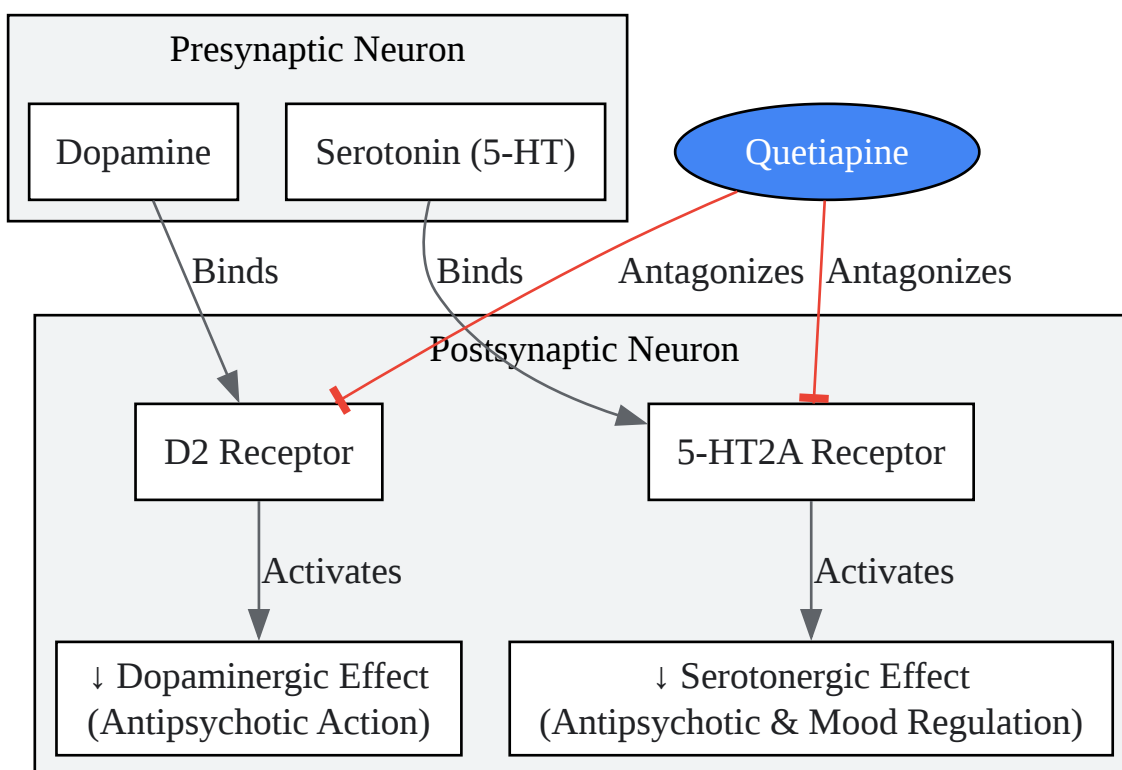 Presynaptic Neuron
Dopamine
Serotonin (5-HT)
Quetiapine
Binds
Binds
Antagonizes
Antagonizes
Postsynaptic Neuron
D2 Receptor
5-HT2A Receptor
Activates
Activates
↓ Dopaminergic Effect
(Antipsychotic Action)
↓ Serotonergic Effect
(Antipsychotic & Mood Regulation)